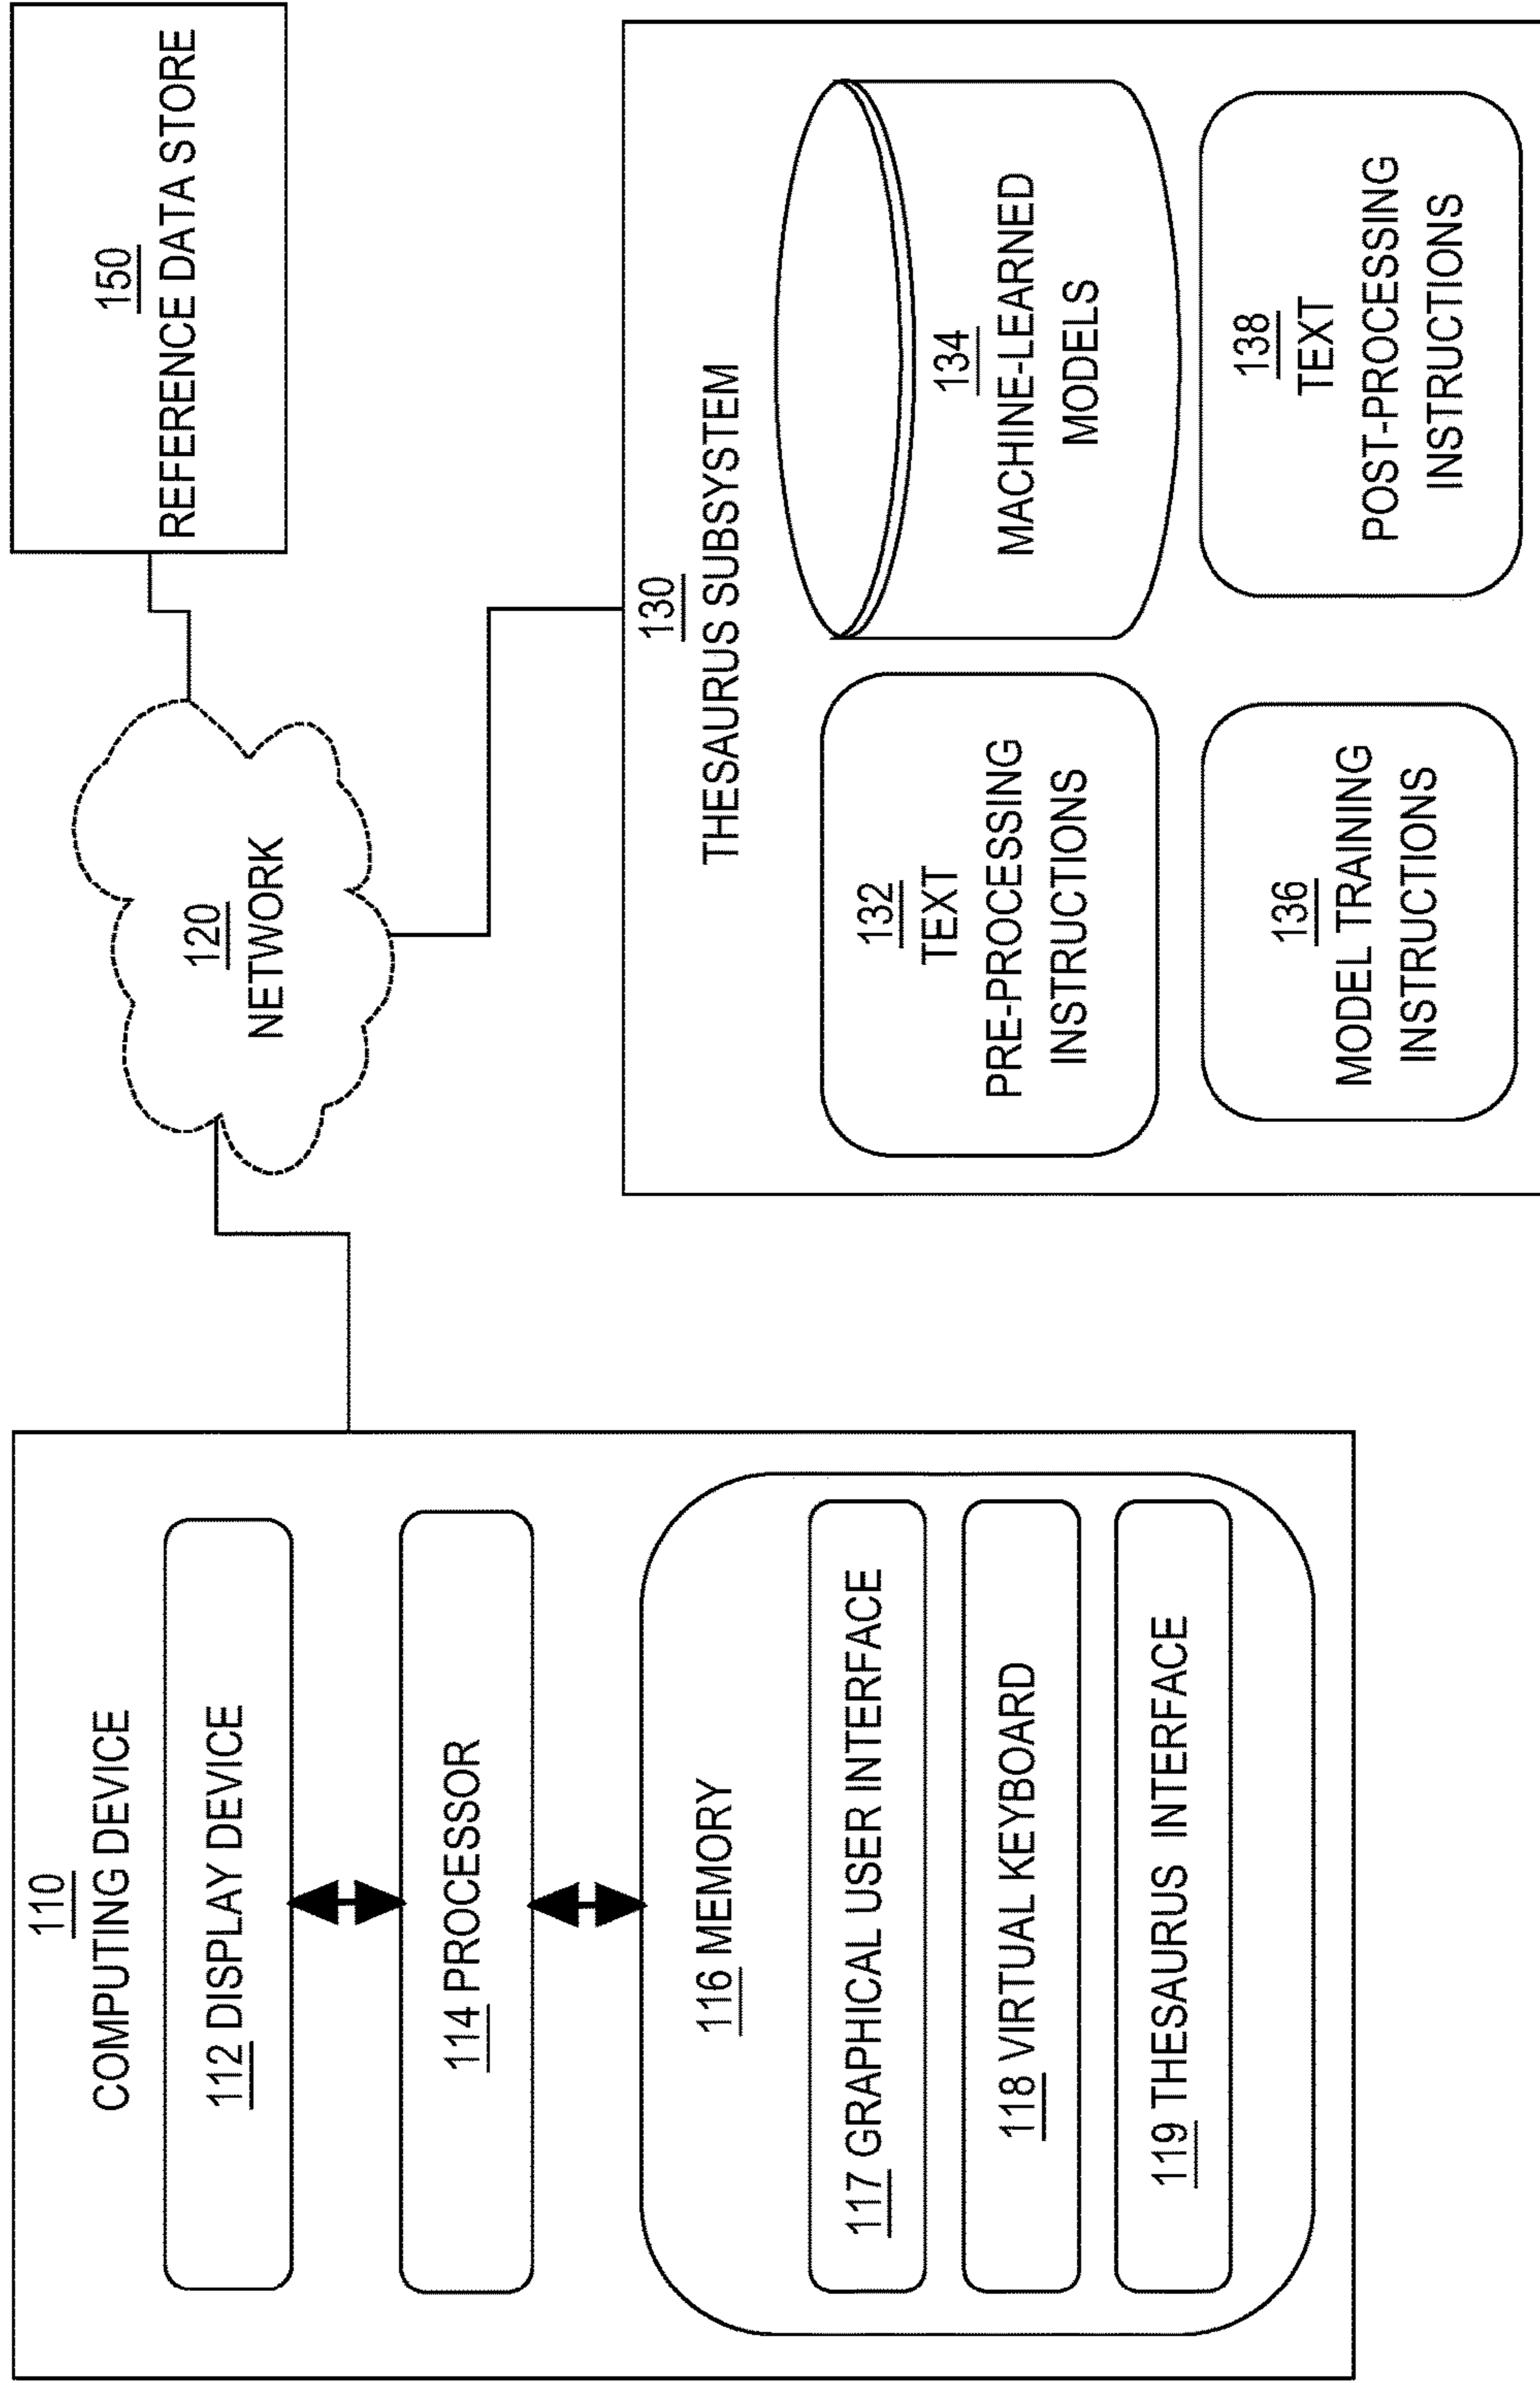 110
COMPUTING DEVICE
112 DISPLAY DEVICE
114 PROCESSOR
116 MEMORY
117 GRAPHICAL USER INTERFACE
118 VIRTUAL KEYBOARD
119 THESAURUS INTERFACE
120
NETWORK
150
REFERENCE DATA STORE
130
THESAURUS SUBSYSTEM
132
TEXT
PRE-PROCESSING
INSTRUCTIONS
134
MACHINE-LEARNED
MODELS
136
MODEL TRAINING
INSTRUCTIONS
138
TEXT
POST-PROCESSING
INSTRUCTIONS